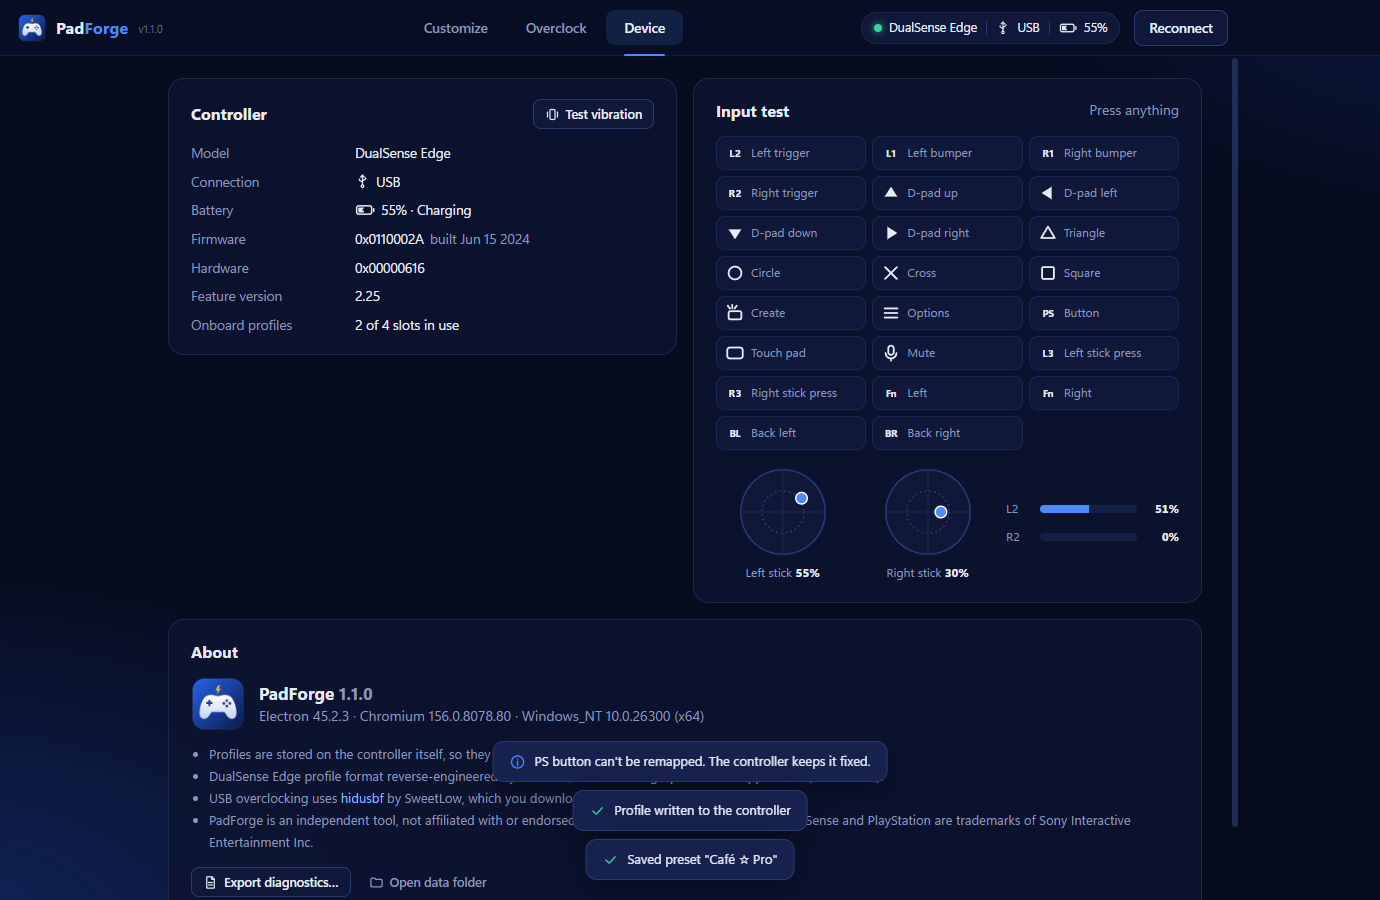 PadForge v1.1.0
Customize
Overclock
Device
DualSense Edge
USB
55%
Reconnect
Controller
Test vibration
Model DualSense Edge
Connection USB
Battery 55% · Charging
Firmware 0x0110002A built Jun 15 2024
Hardware 0x00000616
Feature version 2.25
Onboard profiles 2 of 4 slots in use
Input test
Press anything
L2 Left trigger
L1 Left bumper
R1 Right bumper
R2 Right trigger
D-pad up
D-pad left
D-pad down
D-pad right
Triangle
Circle
Cross
Square
Create
Options
PS Button
Touch pad
Mute
L3 Left stick press
R3 Right stick press
Fn Left
Fn Right
BL Back left
BR Back right
L2 51%
R2 0%
Left stick 55%
Right stick 30%
About
PadForge 1.1.0
Electron 45.2.3 · Chromium 156.0.8078.80 · Windows_NT 10.0.26300 (x64)
Profiles are stored on the controller itself, so they
PS button can't be remapped. The controller keeps it fixed.
DualSense Edge profile format reverse-engineered
USB overclocking uses hidusbf by SweetLow, which you downlo
Profile written to the controller
PadForge is an independent tool, not affiliated with or endorsed
Sense and PlayStation are trademarks of Sony Interactive
Entertainment Inc.
Saved preset "Café ☆ Pro"
Export diagnostics...
Open data folder